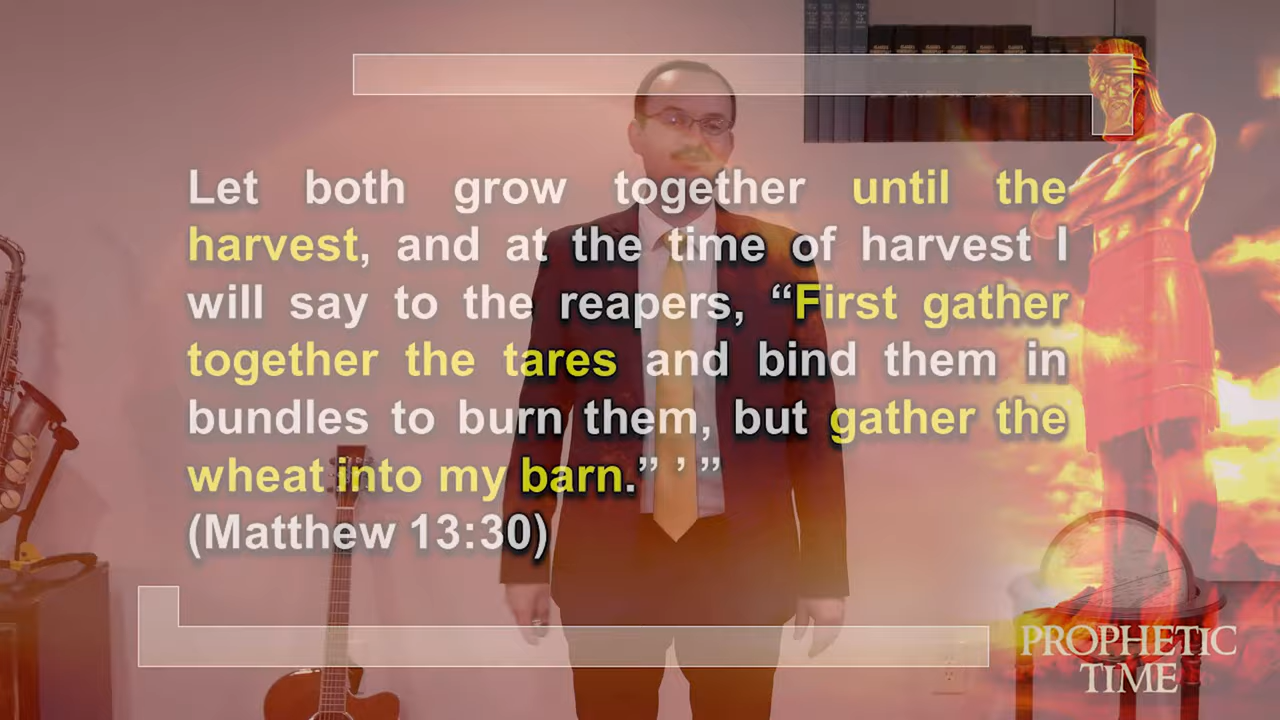 Let both grow together until the
harvest, and at the time of harvest I
will say to the reapers, “First gather
together the tares and bind them in
bundles to burn them, but gather the
wheat into my barn.” ’ ”
(Matthew 13:30)
PROPHETIC
TIME